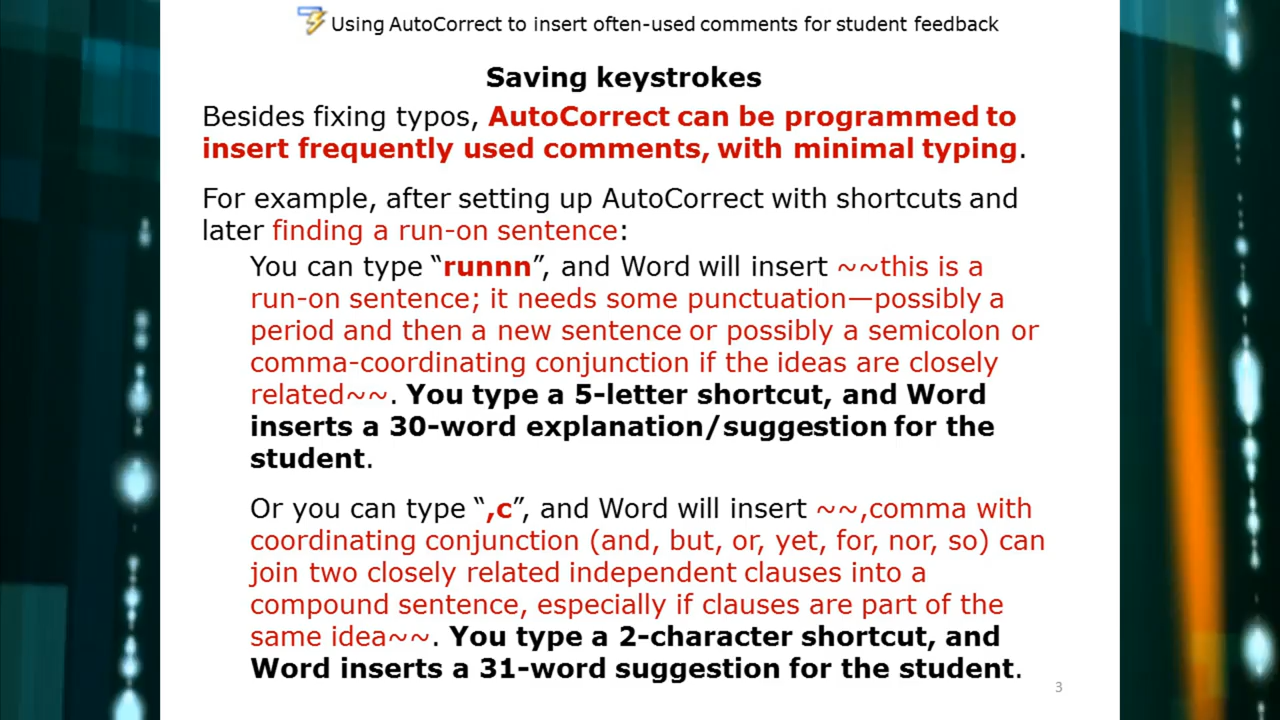 Using AutoCorrect to insert often-used comments for student feedback
Saving keystrokes
Besides fixing typos, AutoCorrect can be programmed to
insert frequently used comments, with minimal typing.
For example, after setting up AutoCorrect with shortcuts and
later finding a run-on sentence:
You can type “runnn”, and Word will insert ~~this is a
run-on sentence; it needs some punctuation—possibly a
period and then a new sentence or possibly a semicolon or
comma-coordinating conjunction if the ideas are closely
related~~. You type a 5-letter shortcut, and Word
inserts a 30-word explanation/suggestion for the
student.
Or you can type “,c”, and Word will insert ~~,comma with
coordinating conjunction (and, but, or, yet, for, nor, so) can
join two closely related independent clauses into a
compound sentence, especially if clauses are part of the
same idea~~. You type a 2-character shortcut, and
Word inserts a 31-word suggestion for the student.
3